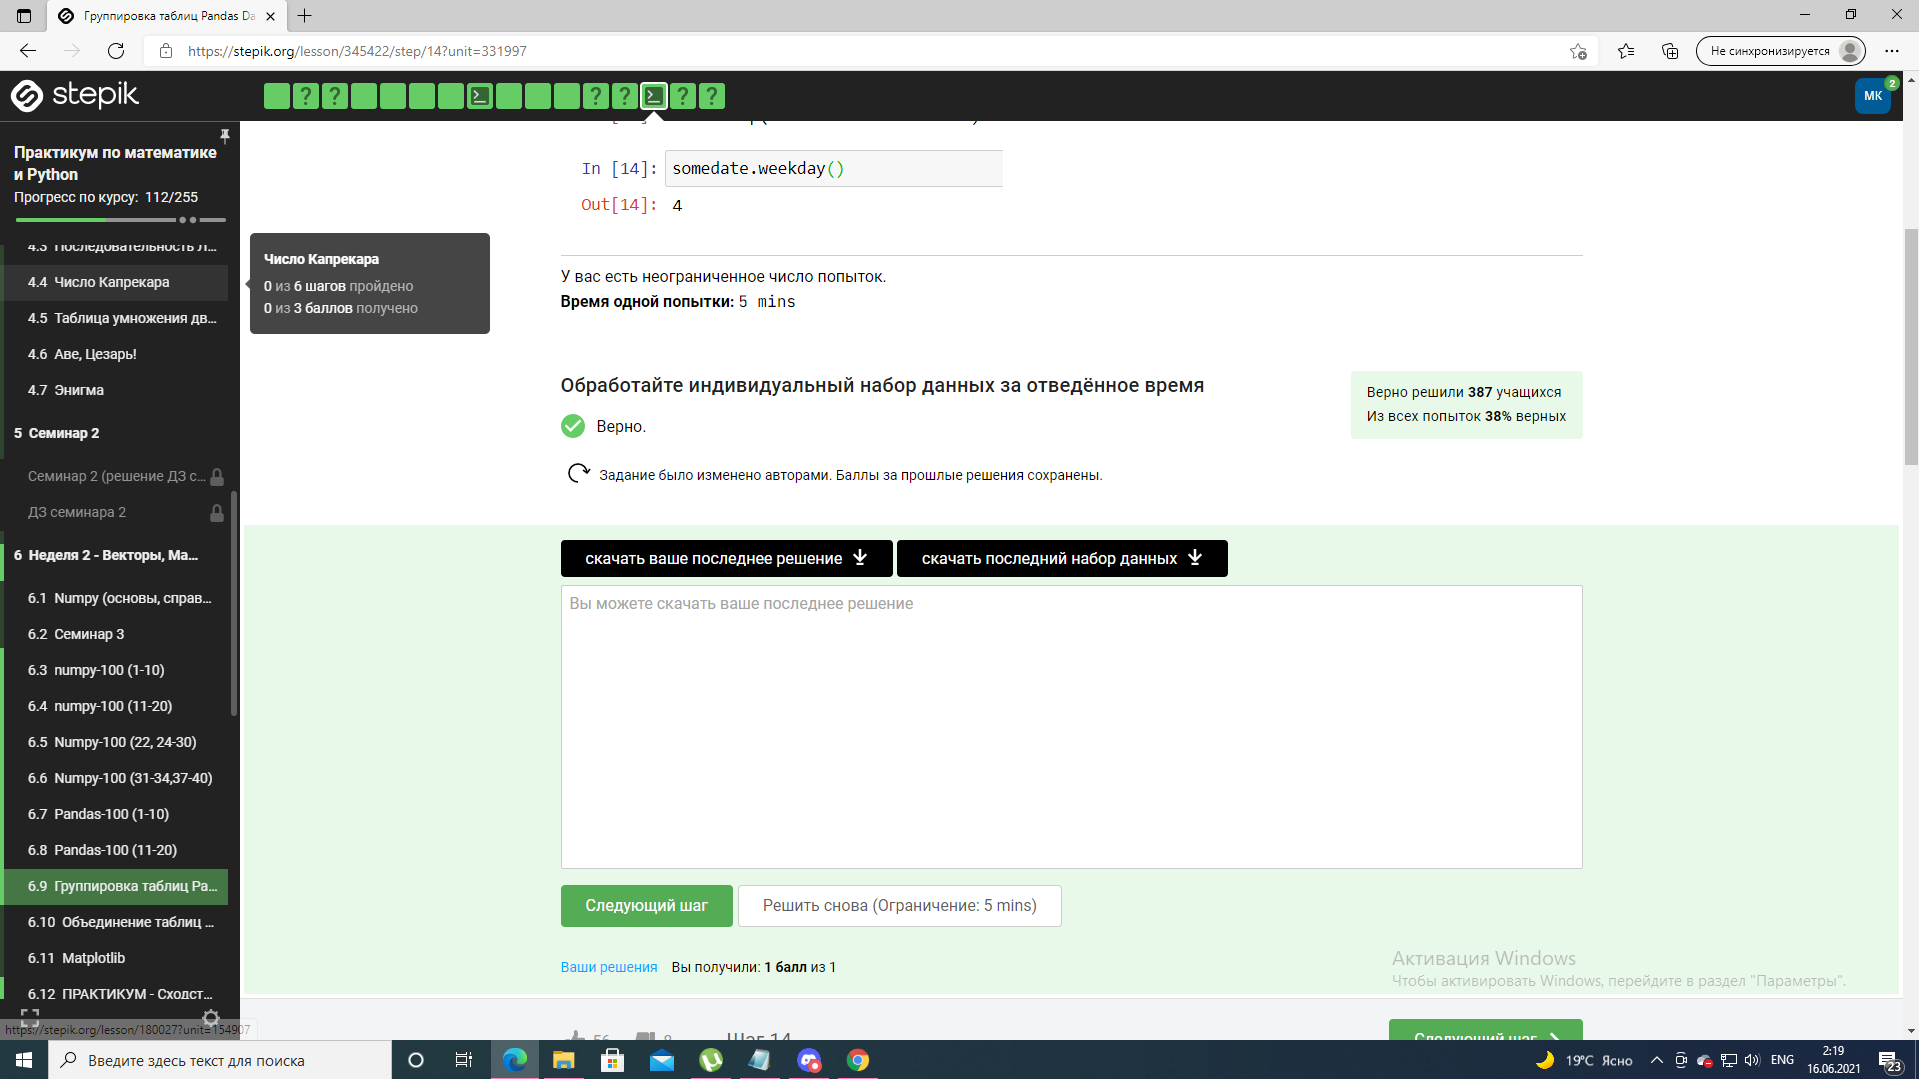 Группировка таблиц Pandas Da
https://stepik.org/lesson/345422/step/14?unit=331997
Не синхронизируется
stepik
? ? ? ? ? ?
МК
2
Практикум по математике
и Python
Прогресс по курсу: 112/255
4.3 Последовательность Л...
4.4 Число Капрекара
4.5 Таблица умножения дв...
4.6 Аве, Цезарь!
4.7 Энигма
5 Семинар 2
Семинар 2 (решение ДЗ с...
ДЗ семинара 2
6 Неделя 2 - Векторы, Ма...
6.1 Numpy (основы, справ...
6.2 Семинар 3
6.3 numpy-100 (1-10)
6.4 numpy-100 (11-20)
6.5 Numpy-100 (22, 24-30)
6.6 Numpy-100 (31-34,37-40)
6.7 Pandas-100 (1-10)
6.8 Pandas-100 (11-20)
6.9 Группировка таблиц Pa...
6.10 Объединение таблиц ...
6.11 Matplotlib
6.12 ПРАКТИКУМ - Сходст...
https://stepik.org/lesson/180027?unit=154907
Число Капрекара
0 из 6 шагов пройдено
0 из 3 баллов получено
In [14]: somedate.weekday()
Out[14]: 4
У вас есть неограниченное число попыток.
Время одной попытки: 5 mins
Обработайте индивидуальный набор данных за отведённое время
Верно решили 387 учащихся
Из всех попыток 38% верных
Верно.
Задание было изменено авторами. Баллы за прошлые решения сохранены.
скачать ваше последнее решение
скачать последний набор данных
Вы можете скачать ваше последнее решение
Следующий шаг
Решить снова (Ограничение: 5 mins)
Ваши решения Вы получили: 1 балл из 1
Активация Windows
Чтобы активировать Windows, перейдите в раздел "Параметры".
56 8 Шаг 14
Следующий шаг
Введите здесь текст для поиска
19°C Ясно
ENG
2:19
16.06.2021
23